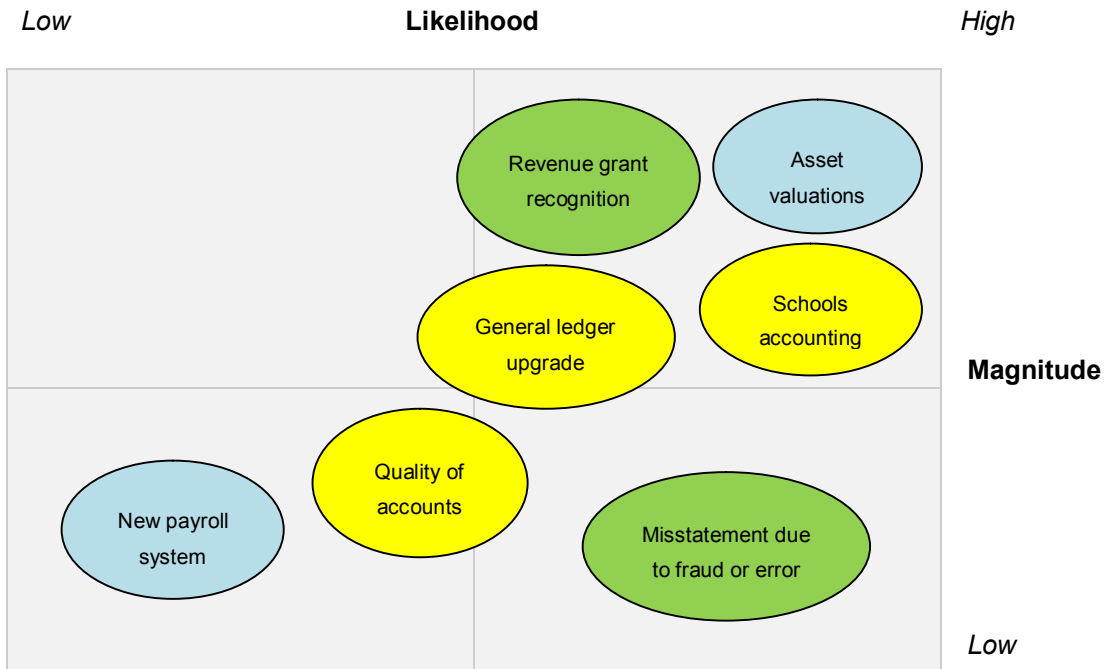 Low
Likelihood
High
Revenue grant
recognition
Asset
valuations
General ledger
upgrade
Schools
accounting
Magnitude
Quality of
accounts
New payroll
system
Misstatement due
to fraud or error
Low